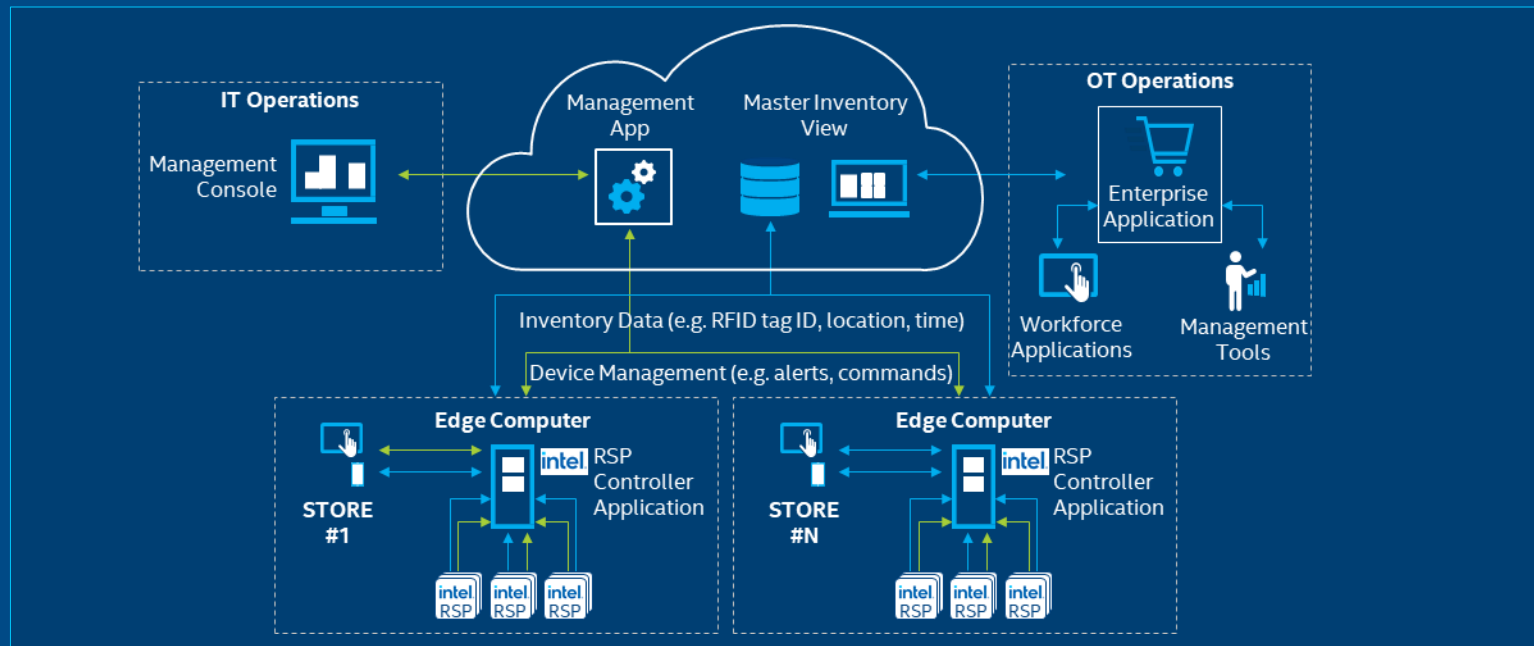 IT Operations
Management
Console
Management
App
Master Inventory
View
OT Operations
Enterprise
Application
Workforce
Applications
Management
Tools
Inventory Data (e.g. RFID tag ID, location, time)
Device Management (e.g. alerts, commands)
Edge Computer
intel. RSP
Controller
Application
STORE
#1
intel.
RSP
intel.
RSP
intel.
RSP
Edge Computer
intel. RSP
Controller
Application
STORE
#N
intel.
RSP
intel.
RSP
intel.
RSP